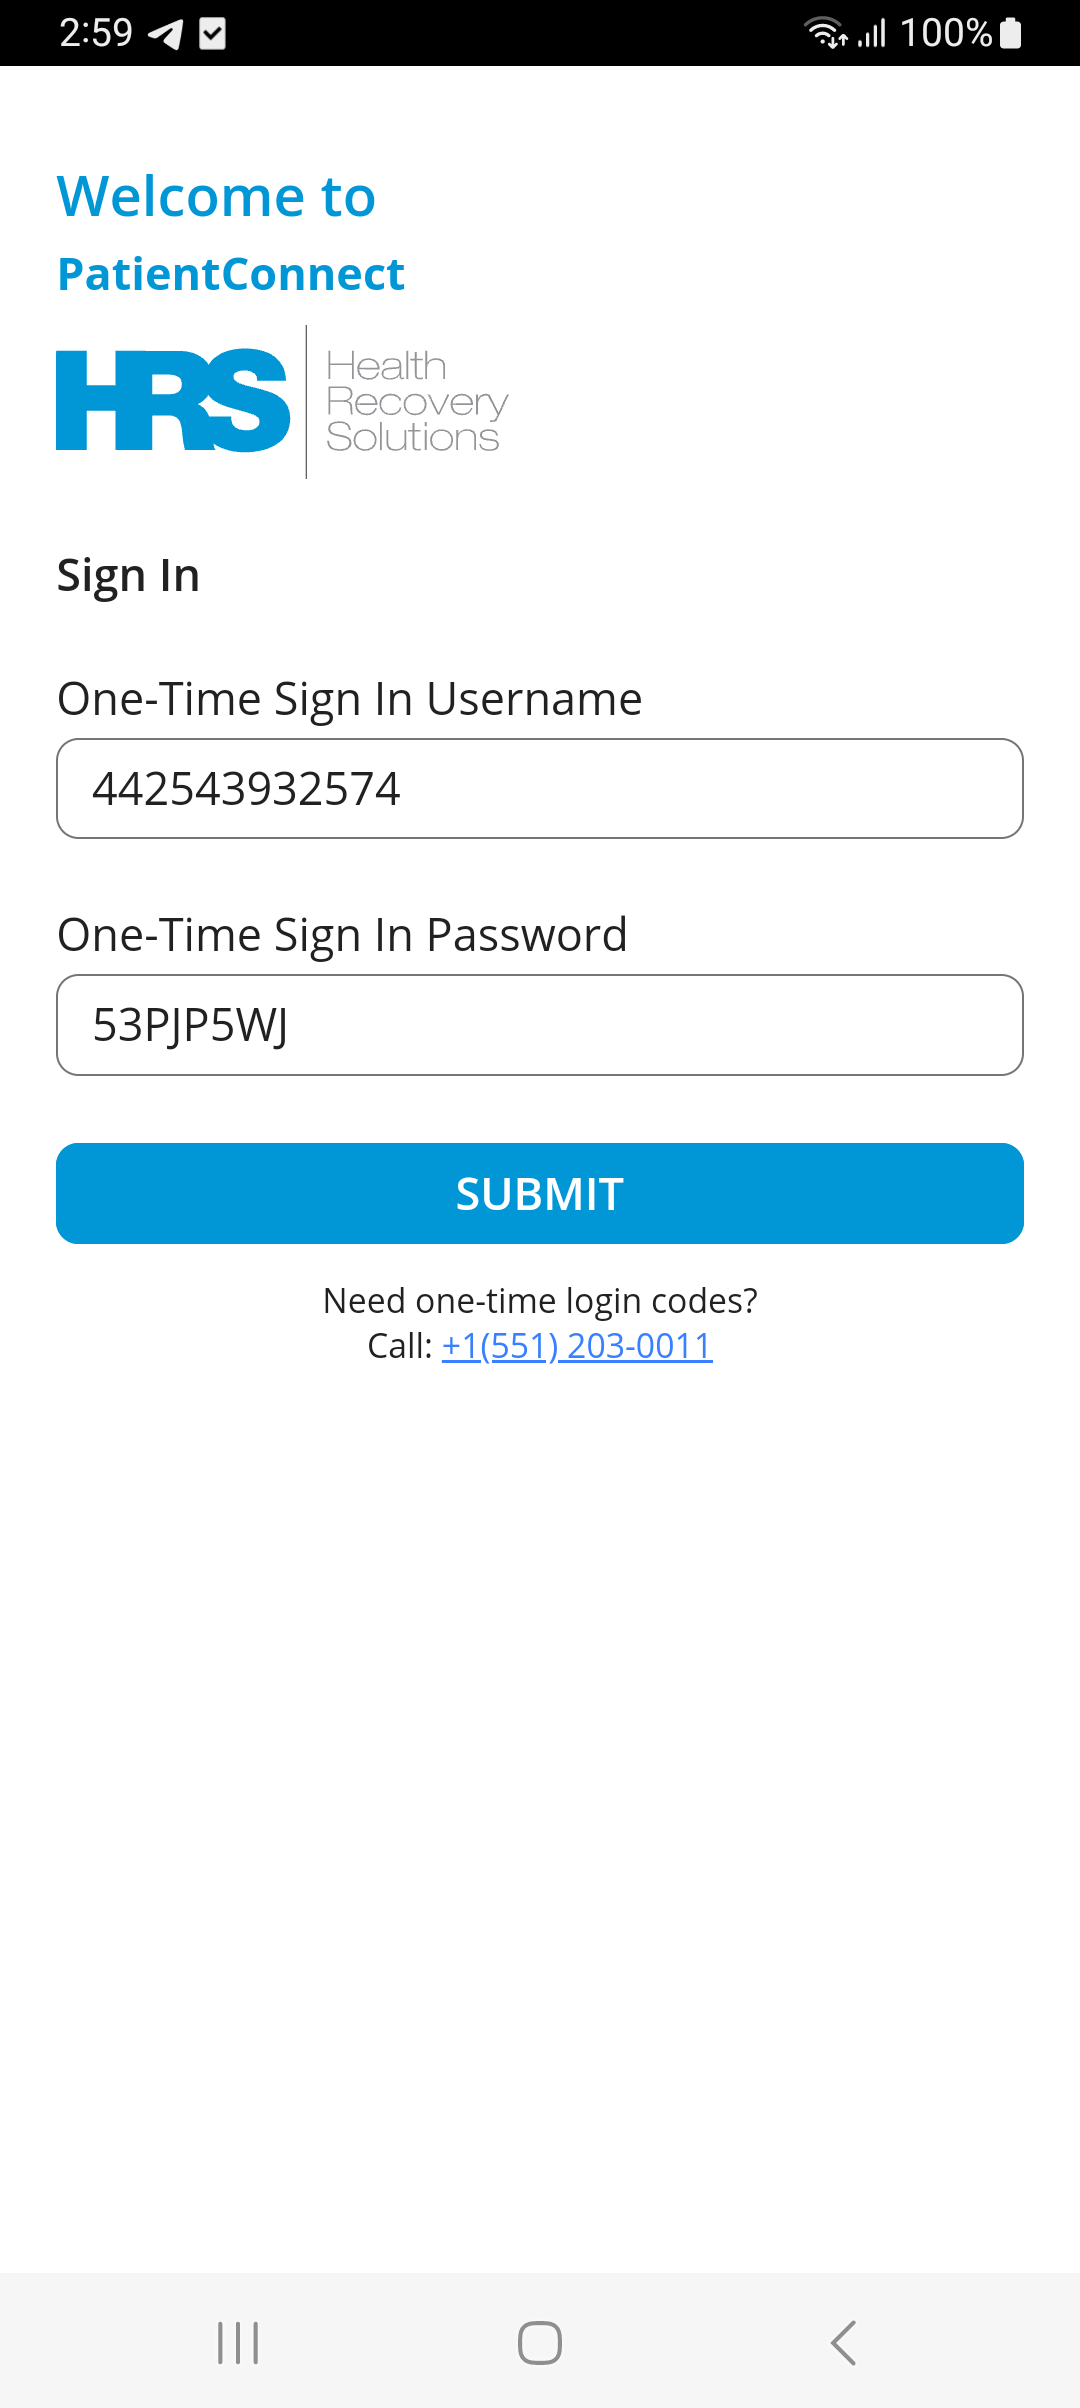 2:59
100%
Welcome to
PatientConnect
HRS
Health
Recovery
Solutions
Sign In
One-Time Sign In Username
442543932574
One-Time Sign In Password
53PJP5WJ
SUBMIT
Need one-time login codes?
Call: +1(551) 203-0011